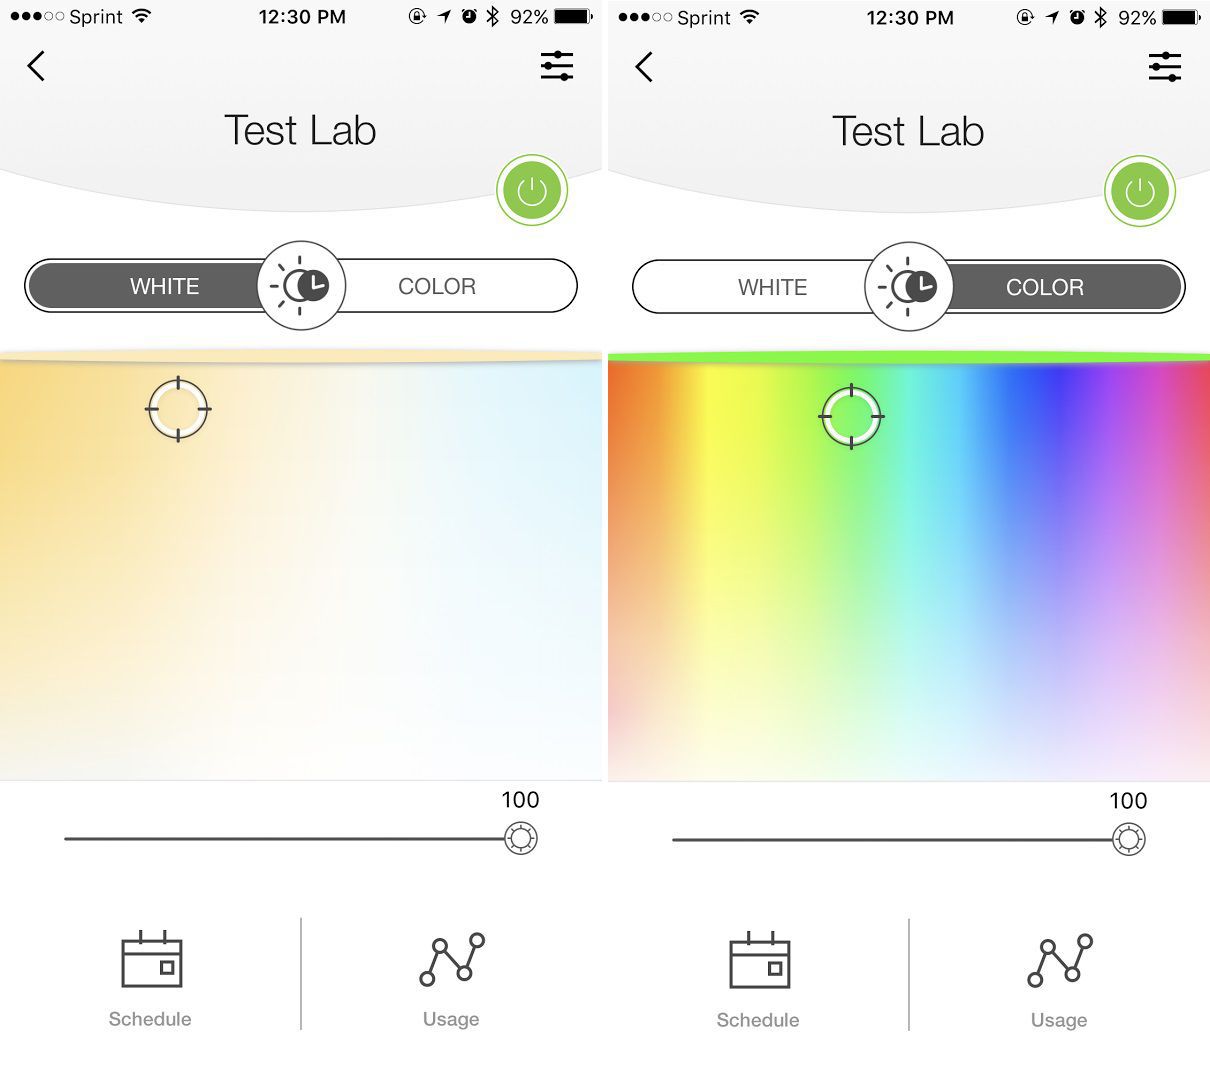 Sprint 12:30 PM 92%
Test Lab
WHITE COLOR
100
Schedule Usage
Sprint 12:30 PM 92%
Test Lab
WHITE COLOR
100
Schedule Usage